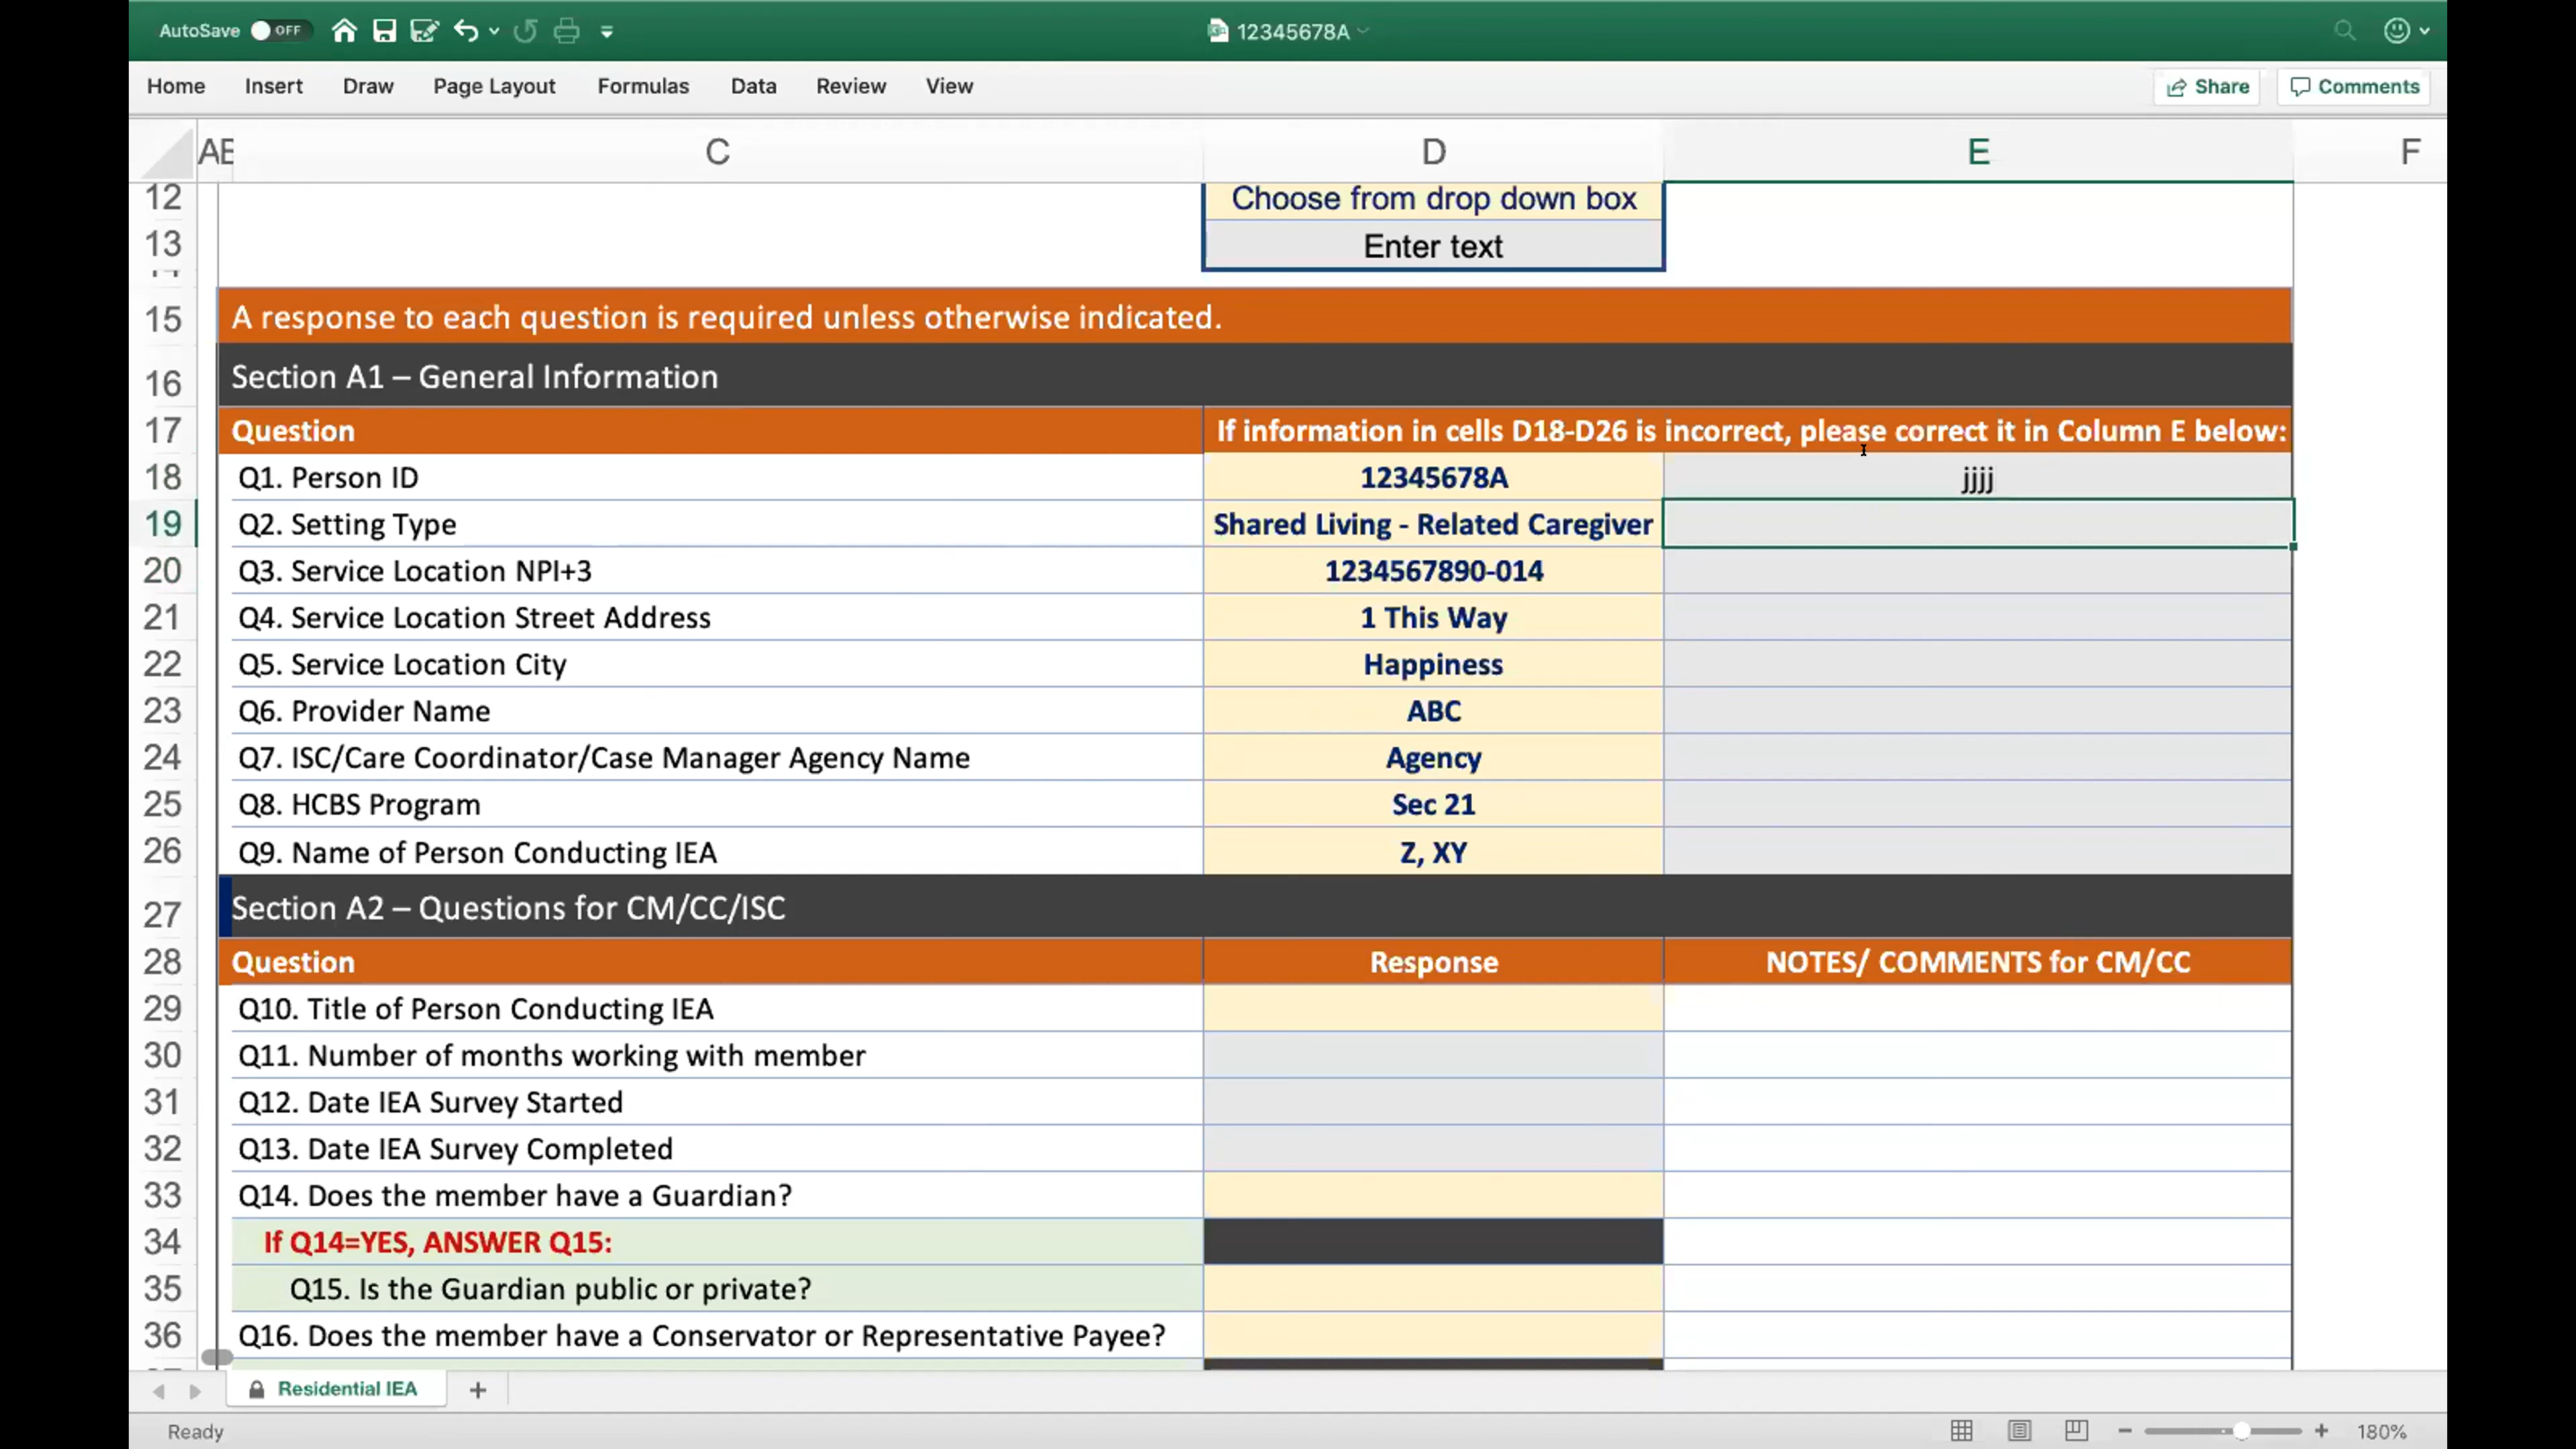 AutoSave OFF 12345678A
Home Insert Draw Page Layout Formulas Data Review View Share Comments
C D E F
12 Choose from drop down box
13 Enter text
15 A response to each question is required unless otherwise indicated.
16 Section A1 – General Information
17 Question If information in cells D18-D26 is incorrect, please correct it in Column E below:
18 Q1. Person ID 12345678A jjjj
19 Q2. Setting Type Shared Living - Related Caregiver
20 Q3. Service Location NPI+3 1234567890-014
21 Q4. Service Location Street Address 1 This Way
22 Q5. Service Location City Happiness
23 Q6. Provider Name ABC
24 Q7. ISC/Care Coordinator/Case Manager Agency Name Agency
25 Q8. HCBS Program Sec 21
26 Q9. Name of Person Conducting IEA Z, XY
27 Section A2 – Questions for CM/CC/ISC
28 Question Response NOTES/ COMMENTS for CM/CC
29 Q10. Title of Person Conducting IEA
30 Q11. Number of months working with member
31 Q12. Date IEA Survey Started
32 Q13. Date IEA Survey Completed
33 Q14. Does the member have a Guardian?
34 If Q14=YES, ANSWER Q15:
35 Q15. Is the Guardian public or private?
36 Q16. Does the member have a Conservator or Representative Payee?
Residential IEA
Ready 180%